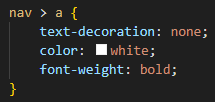 nav > a {
    text-decoration: none;
    color: white;
    font-weight: bold;
}